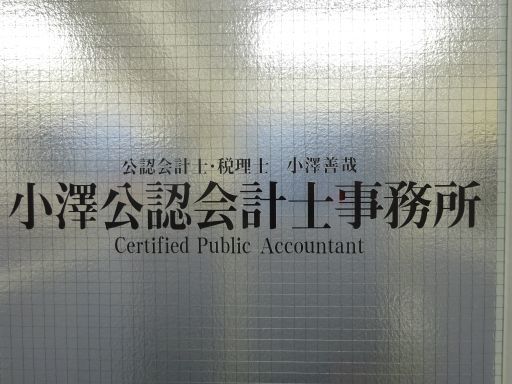 公認会計士・税理士　小澤善哉
小澤公認会計士事務所
Certified Public Accountant